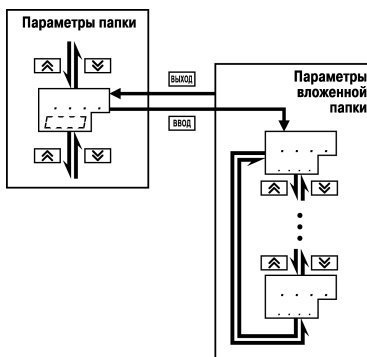 Параметры папки
ВЫХОД
ВВОД
Параметры
вложенной
папки